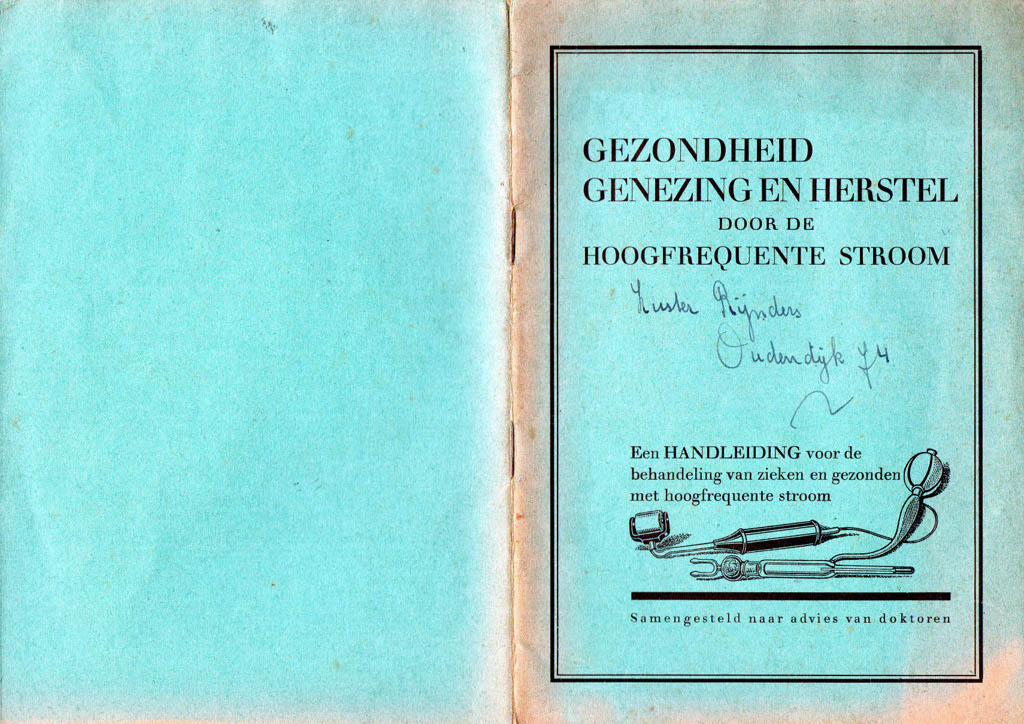 GEZONDHEID
GENEZING EN HERSTEL
DOOR DE
HOOGFREQUENTE STROOM
Zuster Rijnders
Oudendijk 74
Een HANDLEIDING voor de
behandeling van zieken en gezonden
met hoogfrequente stroom
Samengesteld naar advies van doktoren